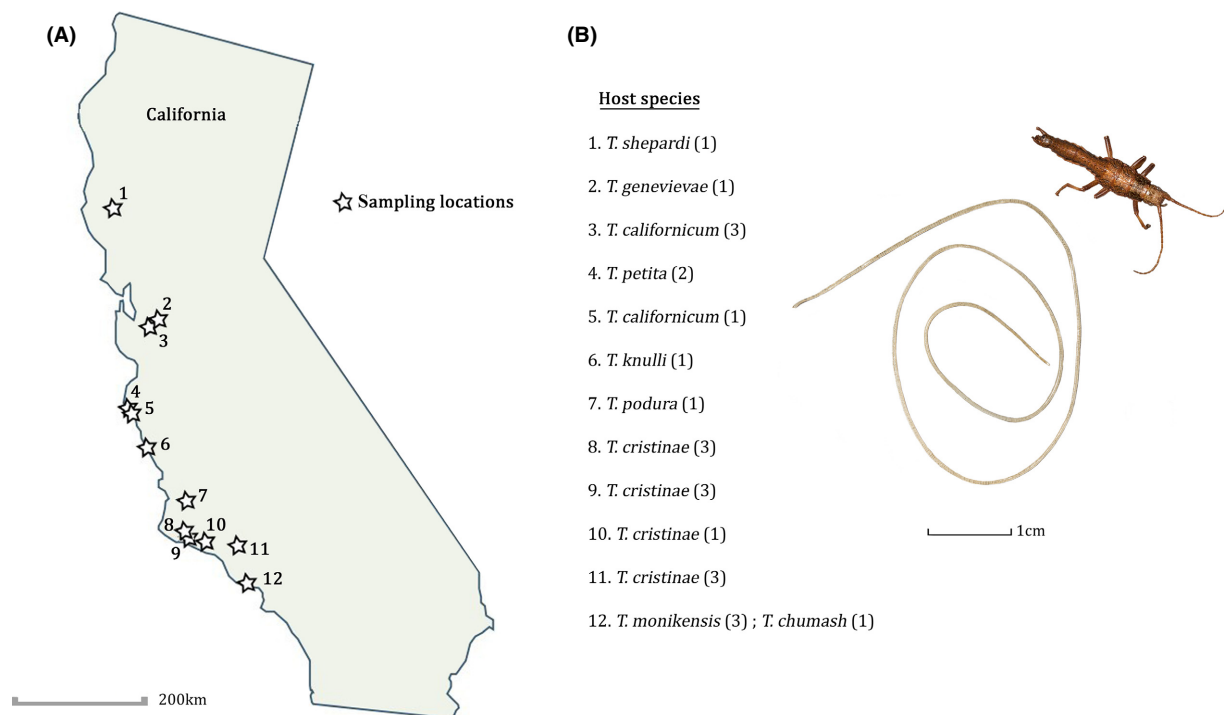 (A)
California
1
2
3
4
5
6
7
8
9
10
11
12
Sampling locations
200km
(B)
Host species
1. T. shepardi (1)
2. T. genevievae (1)
3. T. californicum (3)
4. T. petita (2)
5. T. californicum (1)
6. T. knulli (1)
7. T. podura (1)
8. T. cristinae (3)
9. T. cristinae (3)
10. T. cristinae (1)
11. T. cristinae (3)
12. T. monikensis (3) ; T. chumash (1)
1cm